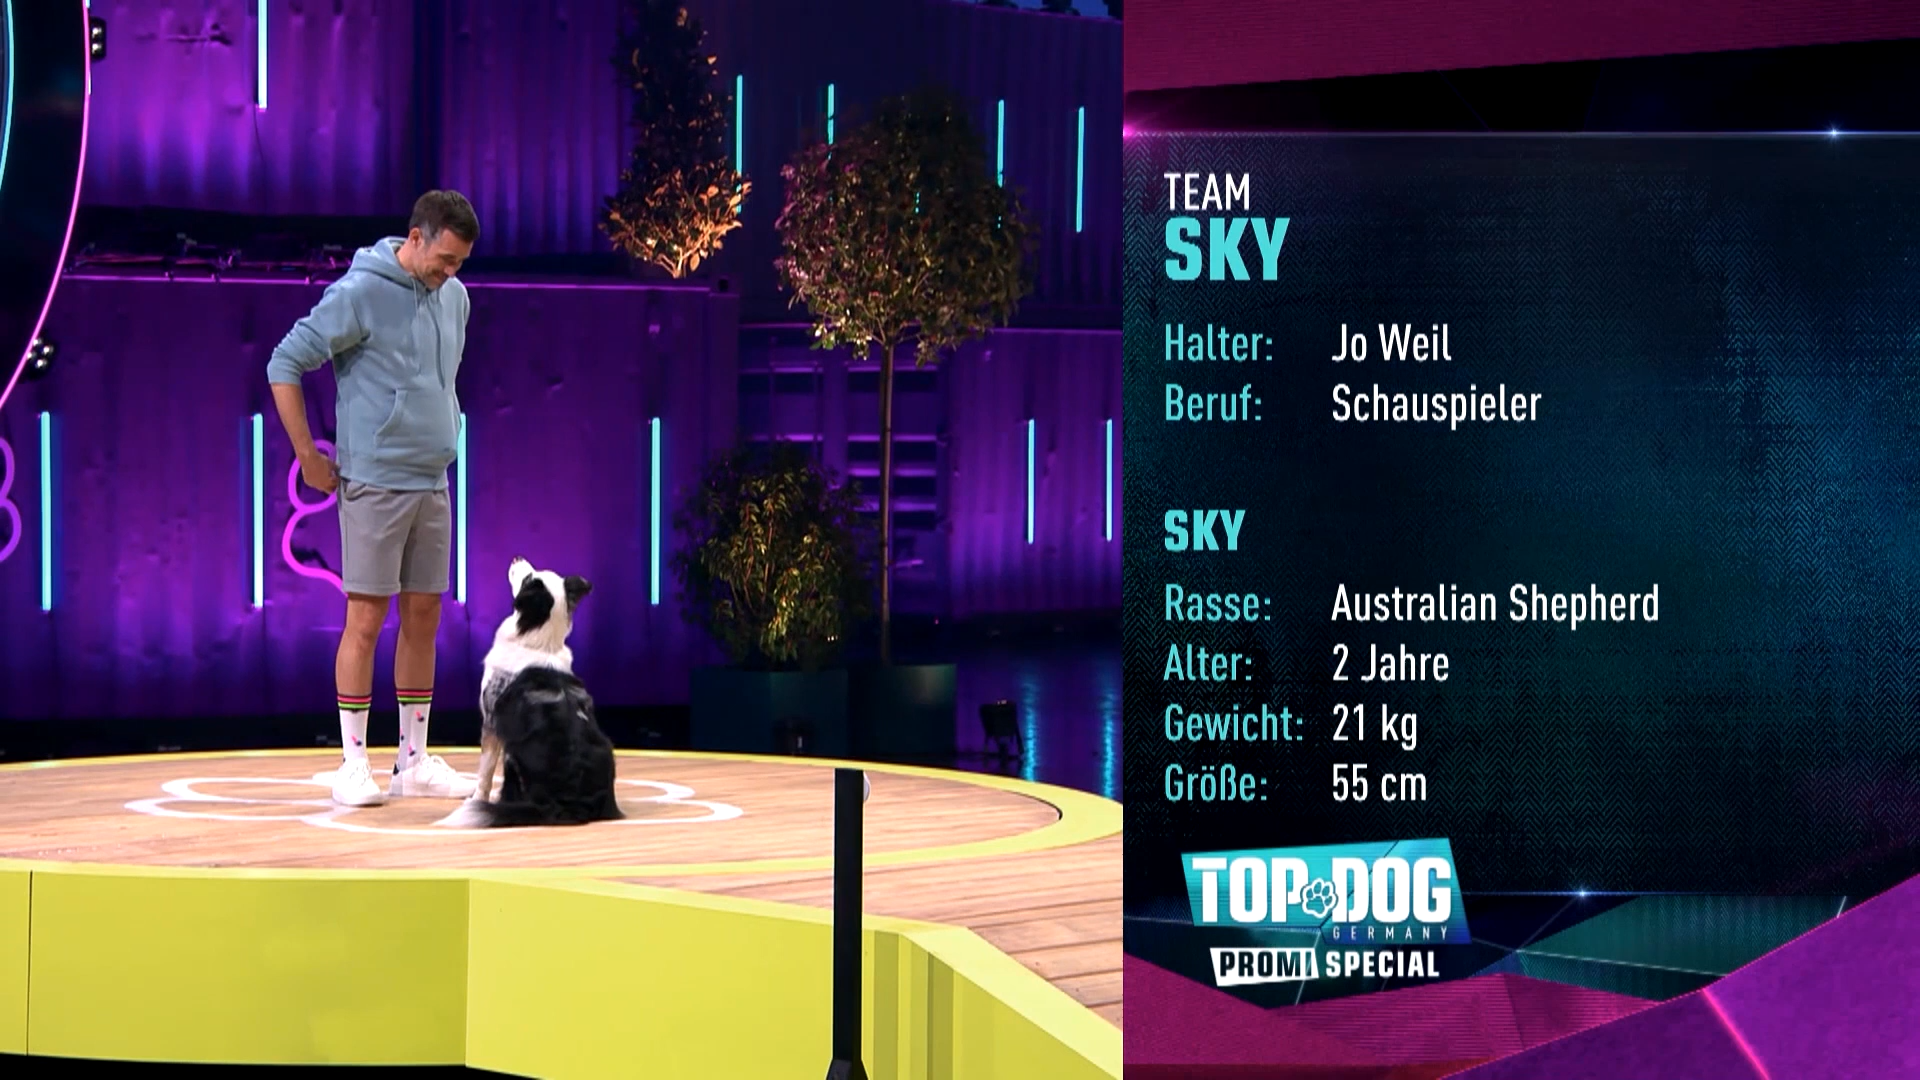 TEAM
SKY
Halter: Jo Weil
Beruf: Schauspieler
SKY
Rasse: Australian Shepherd
Alter: 2 Jahre
Gewicht: 21 kg
Größe: 55 cm
TOP DOG
GERMANY
PROMI SPECIAL